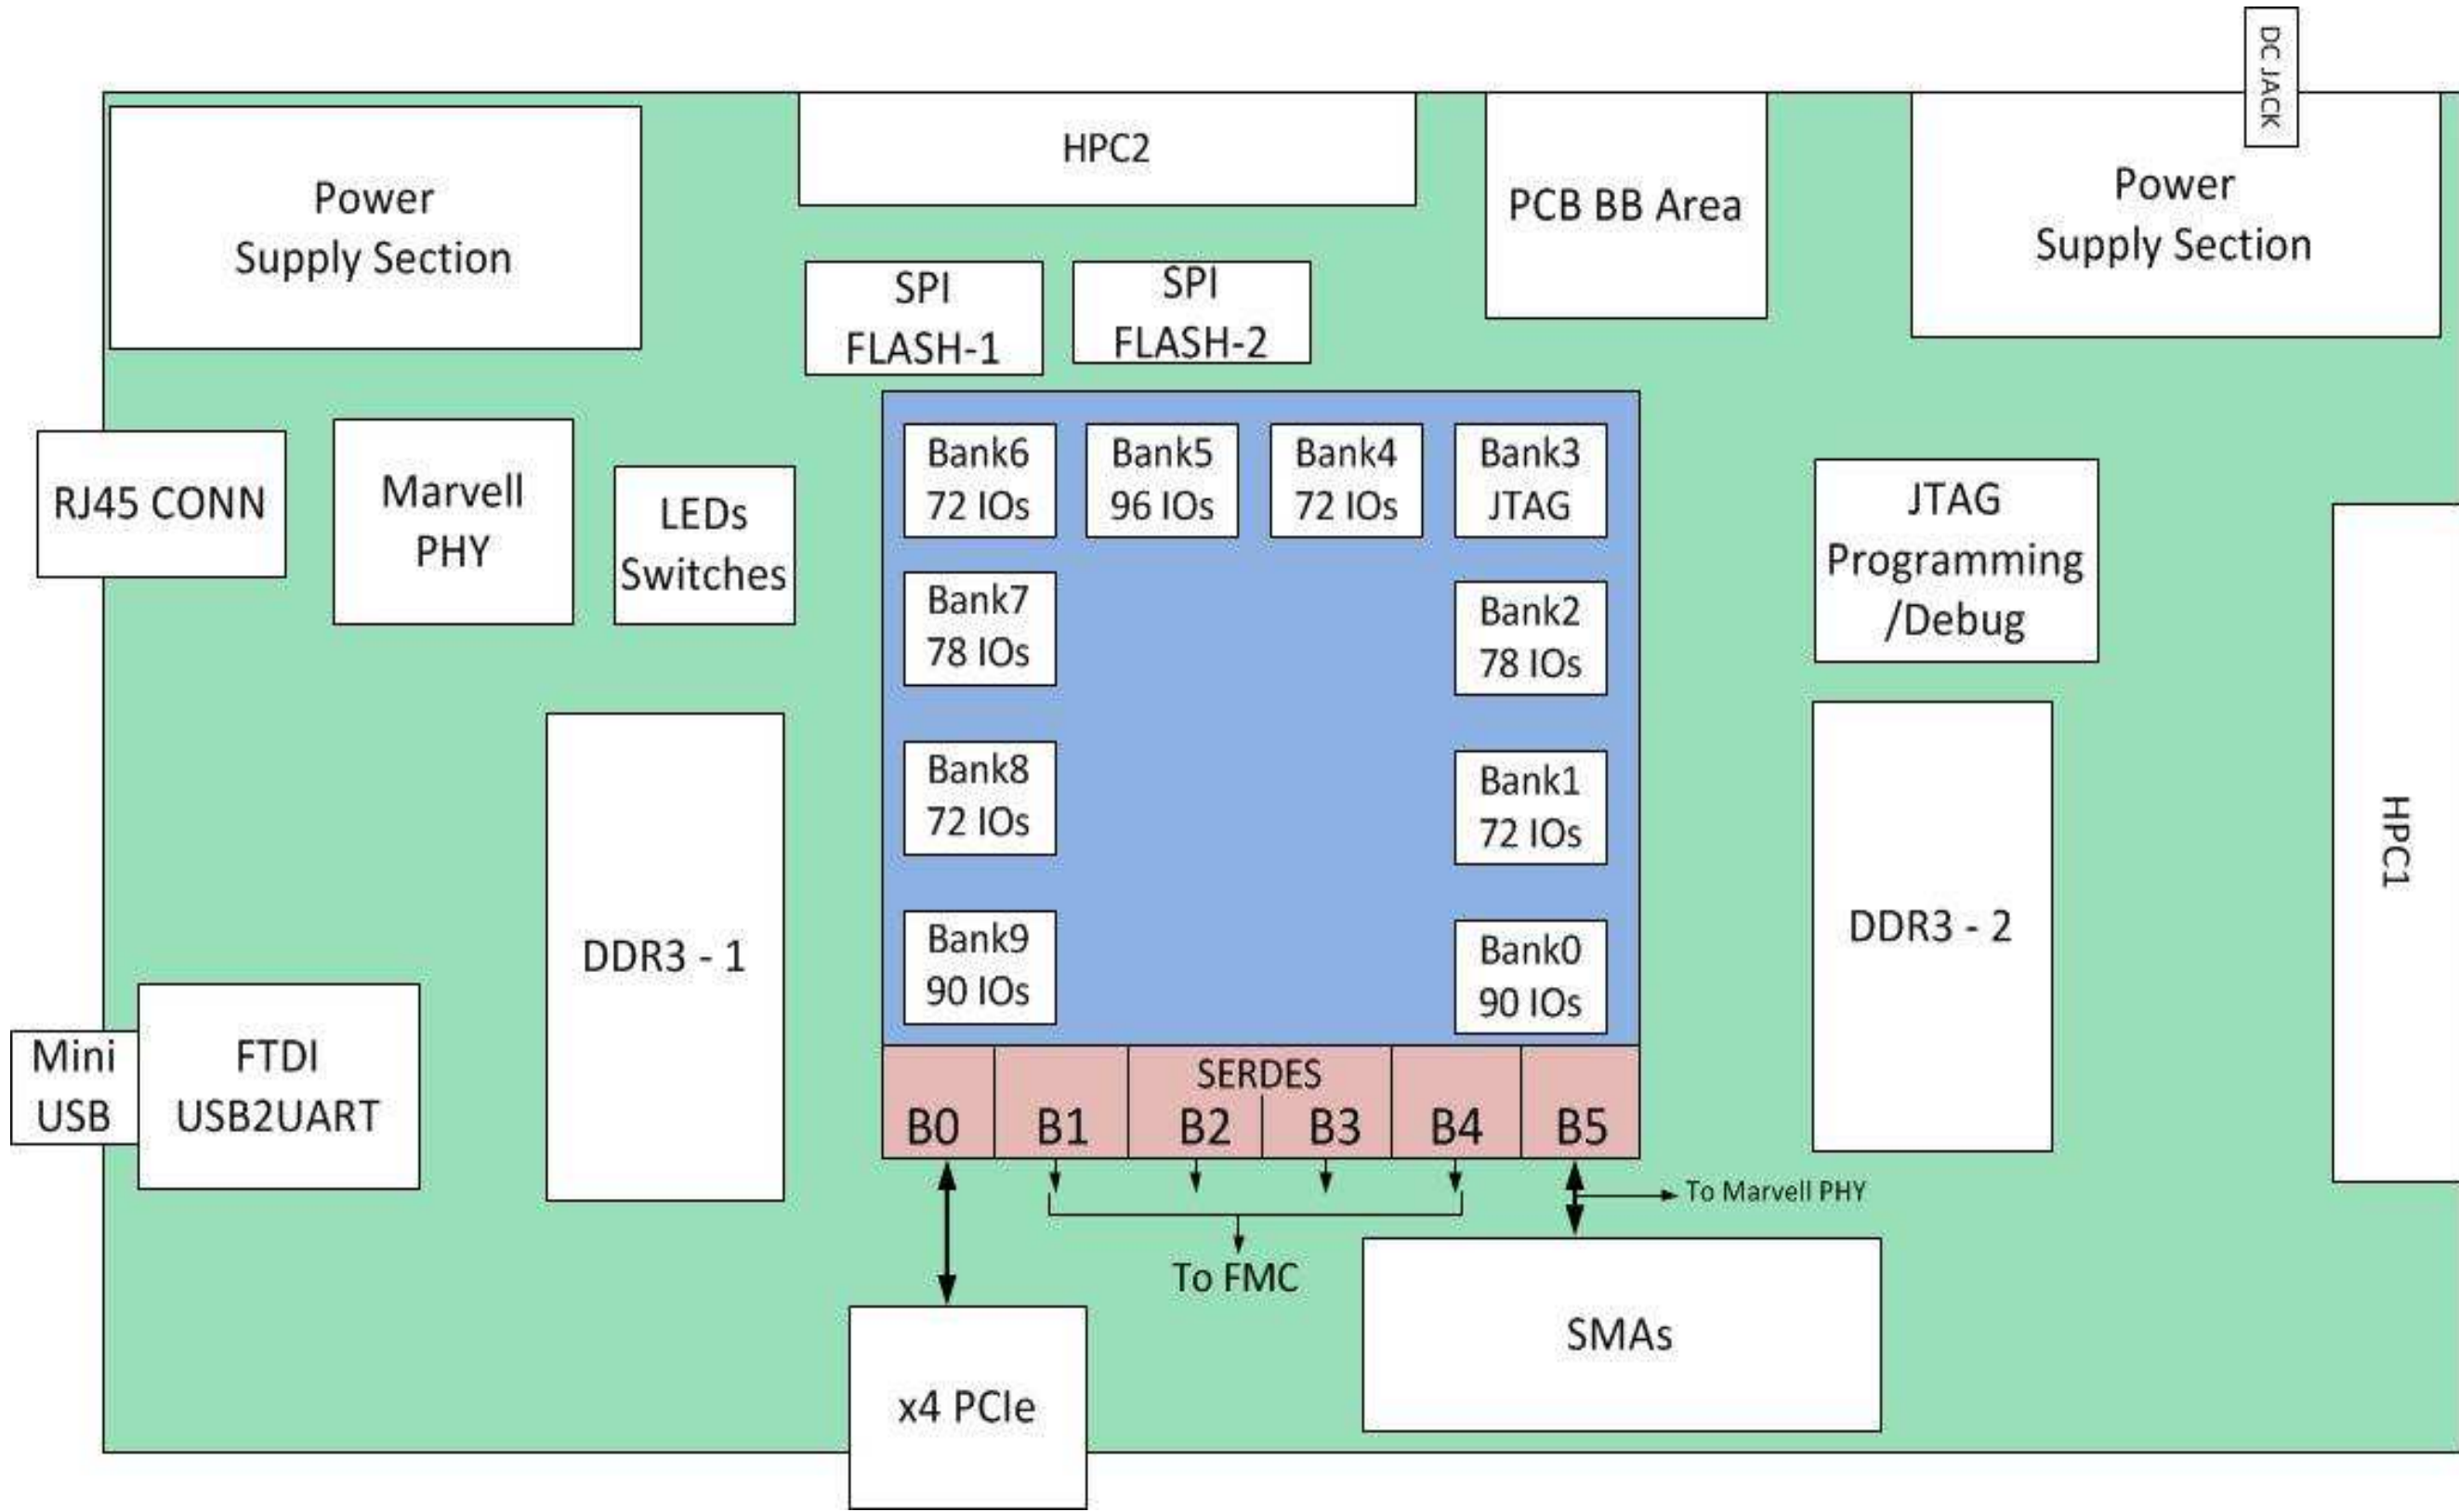 DC JACK
Power
Supply Section
HPC2
PCB BB Area
Power
Supply Section
SPI
FLASH-1
SPI
FLASH-2
RJ45 CONN
Marvell
PHY
LEDs
Switches
Bank6
72 IOs
Bank5
96 IOs
Bank4
72 IOs
Bank3
JTAG
JTAG
Programming
/Debug
Bank7
78 IOs
Bank2
78 IOs
Bank8
72 IOs
Bank1
72 IOs
HPC1
DDR3 - 1
Bank9
90 IOs
Bank0
90 IOs
DDR3 - 2
Mini
USB
FTDI
USB2UART
SERDES
B0
B1
B2
B3
B4
B5
To Marvell PHY
To FMC
SMAs
x4 PCIe